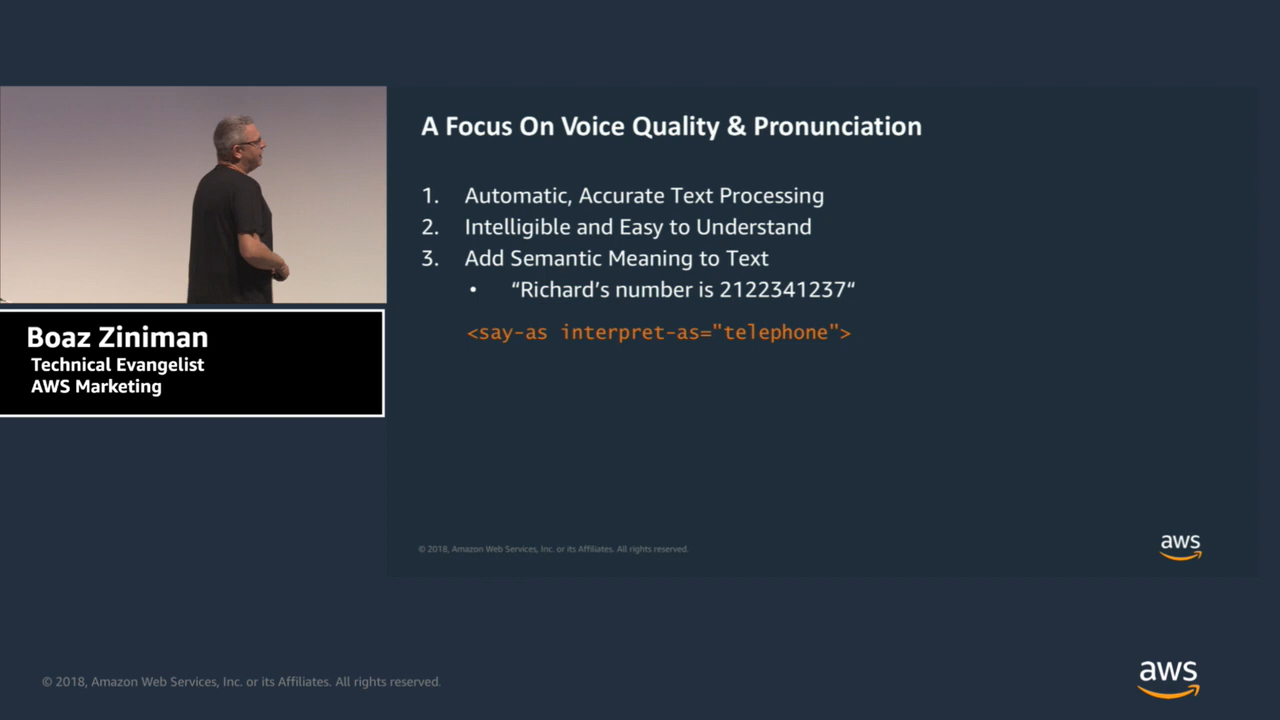 A Focus On Voice Quality & Pronunciation
1. Automatic, Accurate Text Processing
2. Intelligible and Easy to Understand
3. Add Semantic Meaning to Text
• “Richard’s number is 2122341237“
<say-as interpret-as="telephone">
© 2018, Amazon Web Services, Inc. or its Affiliates. All rights reserved.
aws
Boaz Ziniman
Technical Evangelist
AWS Marketing
© 2018, Amazon Web Services, Inc. or its Affiliates. All rights reserved.
aws